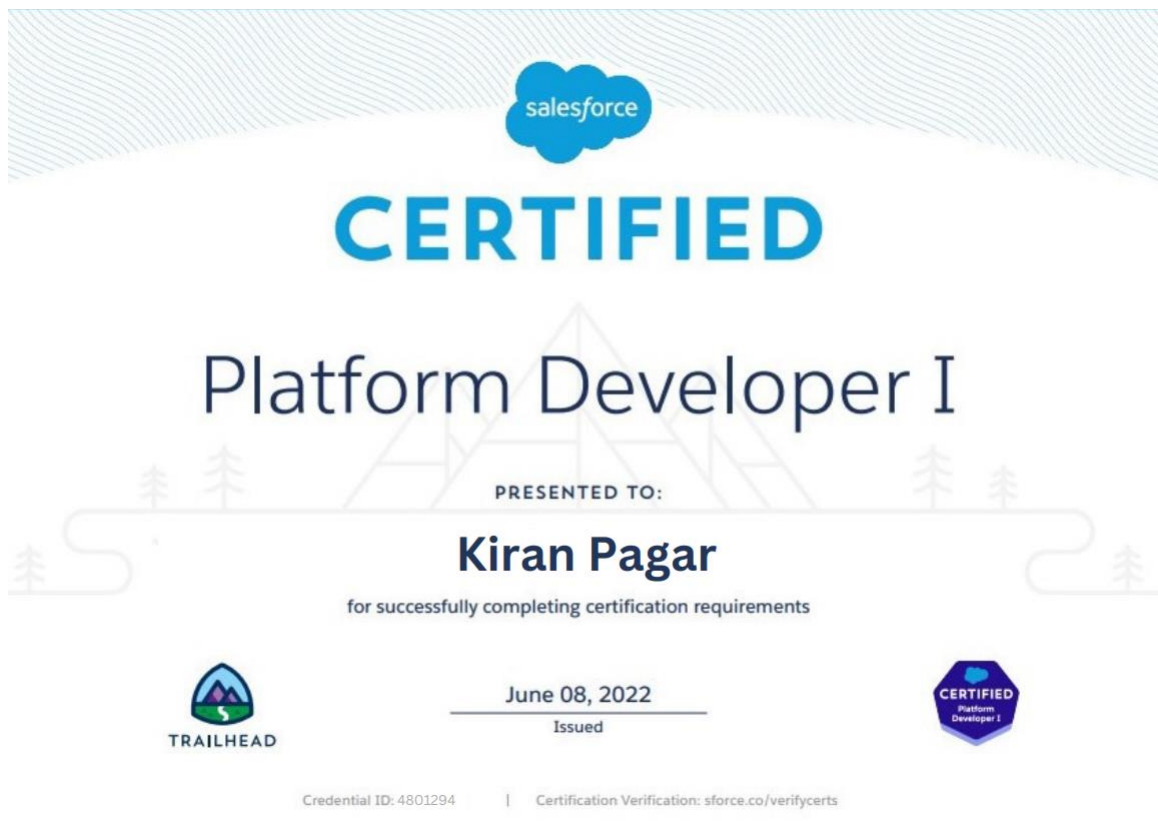 salesforce
CERTIFIED
Platform Developer I
PRESENTED TO:
Kiran Pagar
for successfully completing certification requirements
June 08, 2022
Issued
TRAILHEAD
CERTIFIED
Platform
Developer I
Credential ID: 4801294 | Certification Verification: sforce.co/verifycerts